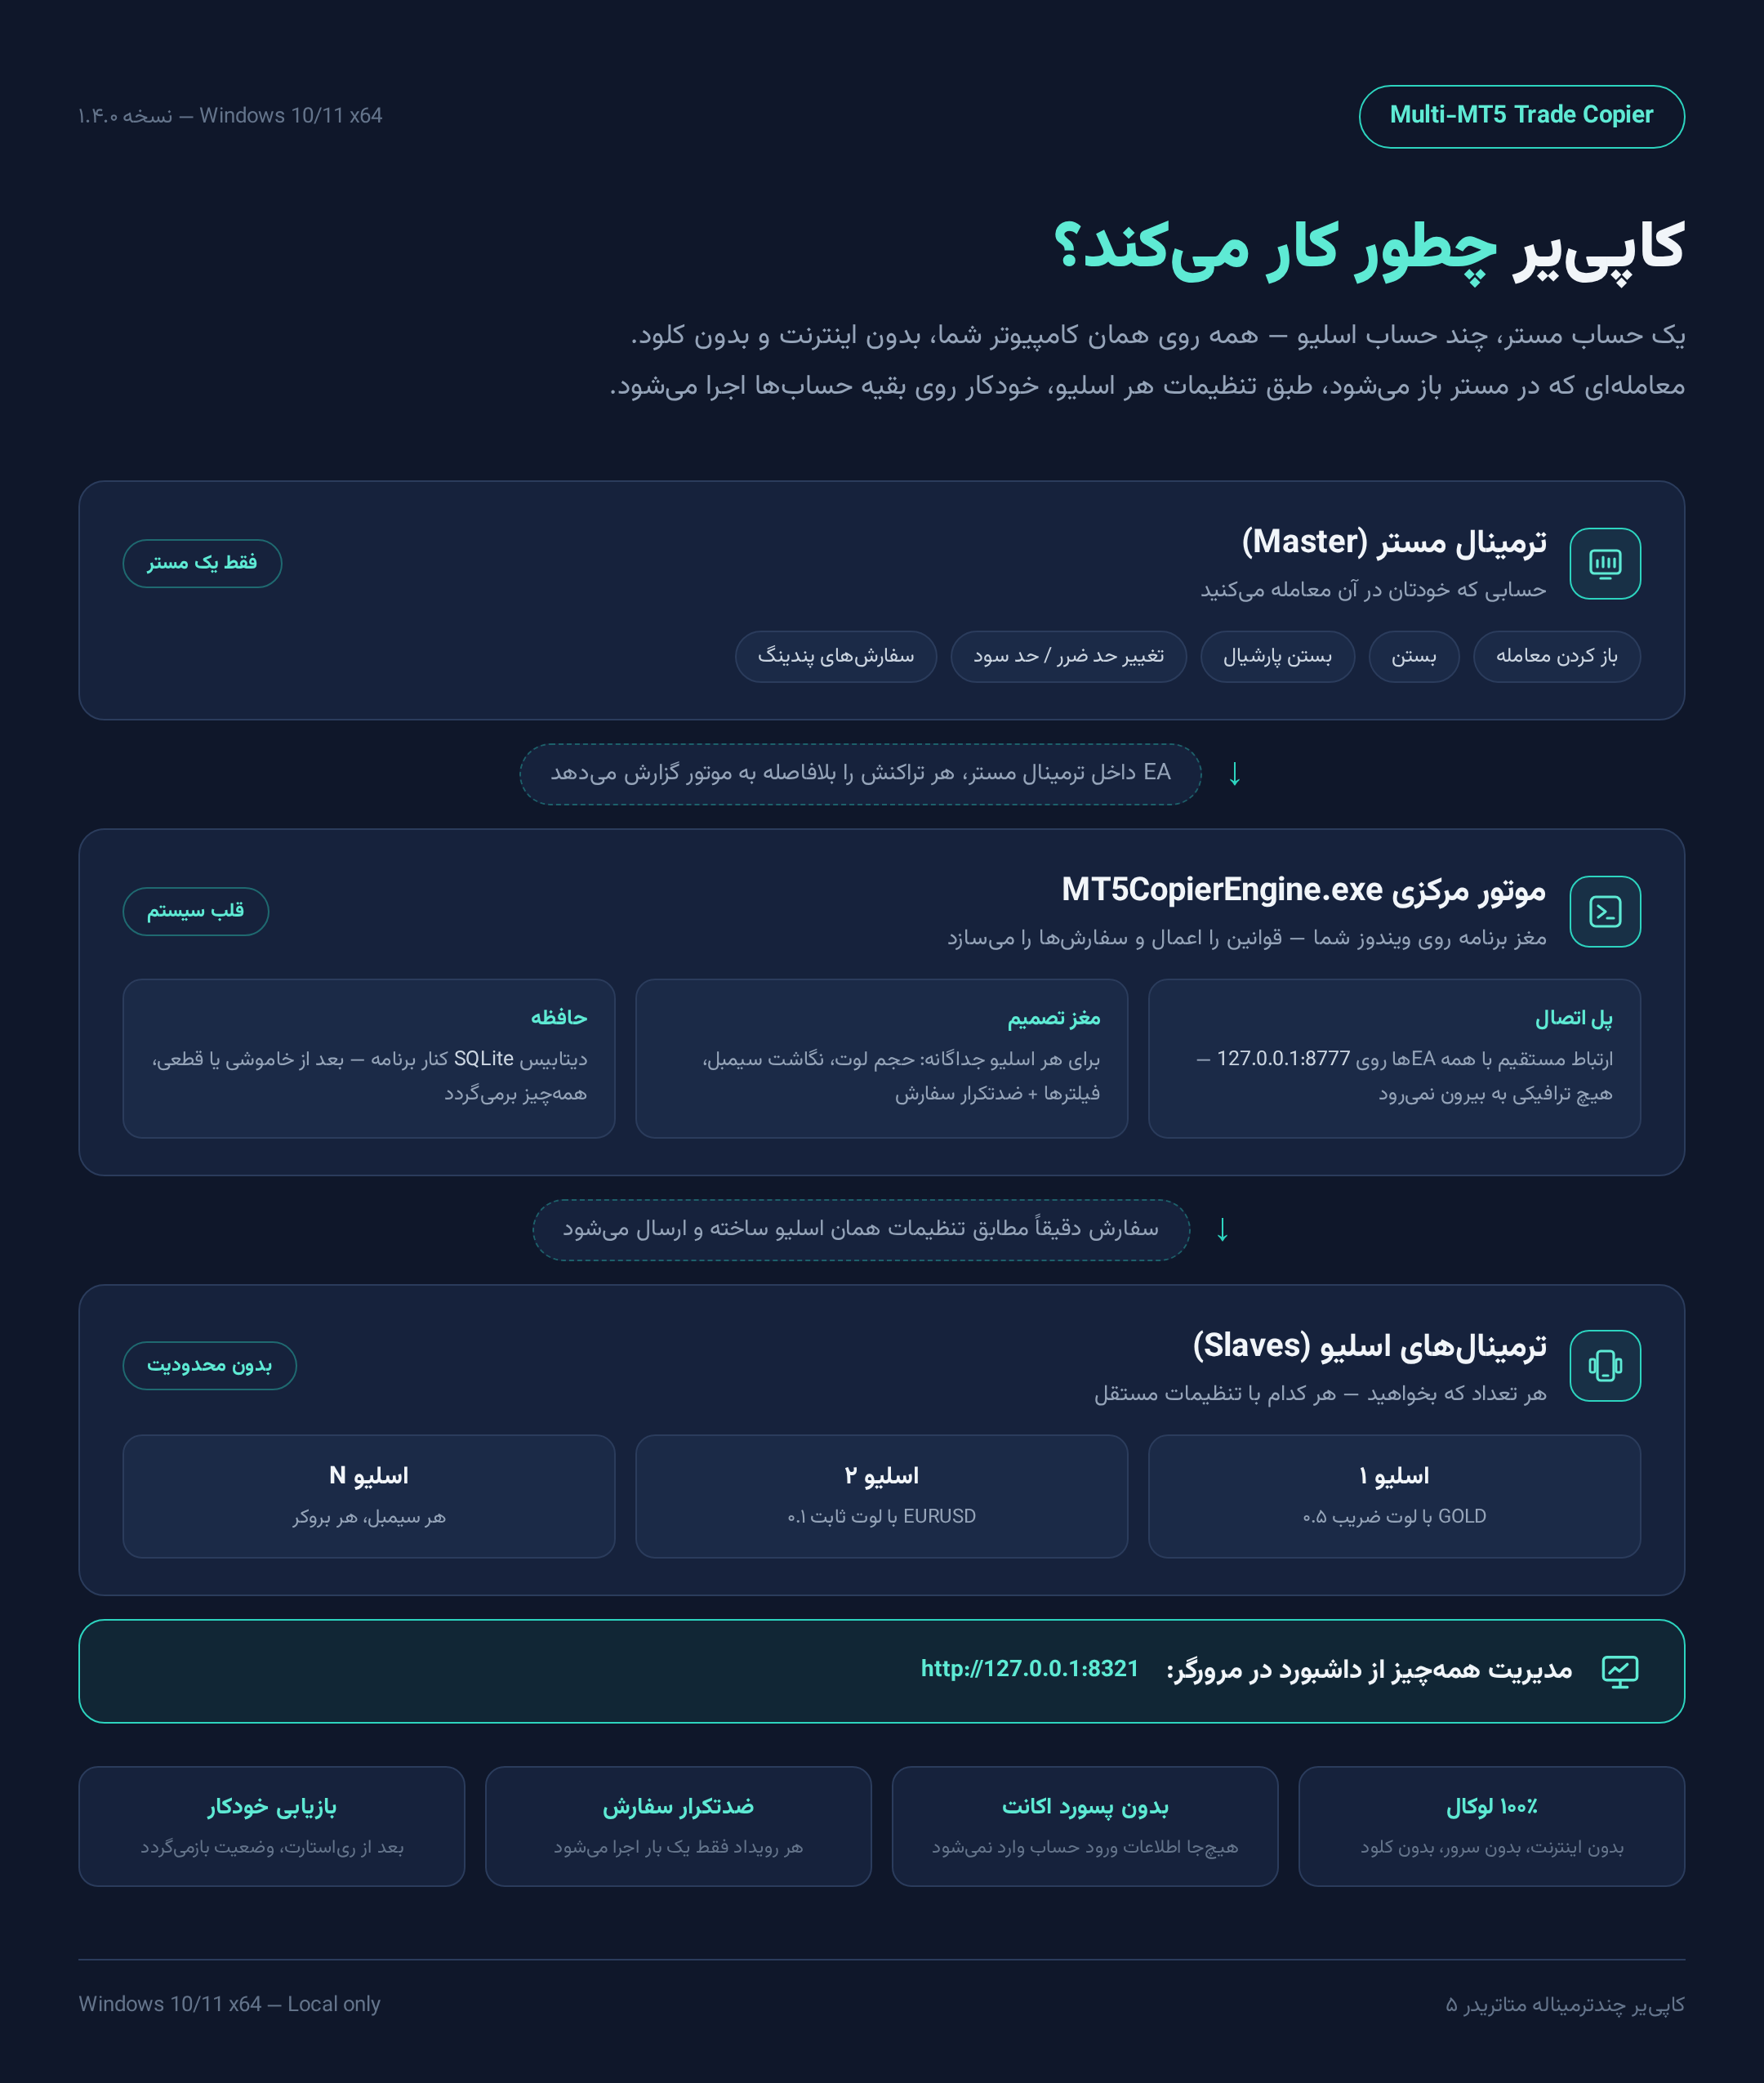 Multi-MT5 Trade Copier
نسخه ۱.۴.۰ — Windows 10/11 x64
کاپی‌یر چطور کار می‌کند؟
یک حساب مستر، چند حساب اسلیو — همه روی همان کامپیوتر شما، بدون اینترنت و بدون کلود.
معامله‌ای که در مستر باز می‌شود، طبق تنظیمات هر اسلیو، خودکار روی بقیه حساب‌ها اجرا می‌شود.
ترمینال مستر (Master)
حسابی که خودتان در آن معامله می‌کنید
فقط یک مستر
باز کردن معامله
بستن
بستن پارشیال
تغییر حد ضرر / حد سود
سفارش‌های پندینگ
↓
EA داخل ترمینال مستر، هر تراکنش را بلافاصله به موتور گزارش می‌دهد
موتور مرکزی MT5CopierEngine.exe
مغز برنامه روی ویندوز شما — قوانین را اعمال و سفارش‌ها را می‌سازد
قلب سیستم
پل اتصال
ارتباط مستقیم با همه EAها روی 127.0.0.1:8777 —
هیچ ترافیکی به بیرون نمی‌رود
مغز تصمیم
برای هر اسلیو جداگانه: حجم لوت، نگاشت سیمبل،
فیلترها + ضدتکرار سفارش
حافظه
دیتابیس SQLite کنار برنامه — بعد از خاموشی یا قطعی،
همه‌چیز برمی‌گردد
↓
سفارش دقیقاً مطابق تنظیمات همان اسلیو ساخته و ارسال می‌شود
ترمینال‌های اسلیو (Slaves)
هر تعداد که بخواهید — هر کدام با تنظیمات مستقل
بدون محدودیت
اسلیو ۱
GOLD با لوت ضریب ۰.۵
اسلیو ۲
EURUSD با لوت ثابت ۰.۱
اسلیو N
هر سیمبل، هر بروکر
مدیریت همه‌چیز از داشبورد در مرورگر: http://127.0.0.1:8321
۱۰۰٪ لوکال
بدون اینترنت، بدون سرور، بدون کلود
بدون پسورد اکانت
هیچ‌جا اطلاعات ورود حساب وارد نمی‌شود
ضدتکرار سفارش
هر رویداد فقط یک بار اجرا می‌شود
بازیابی خودکار
بعد از ری‌استارت، وضعیت بازمی‌گردد
کاپی‌یر چندترمیناله متاتریدر ۵
Windows 10/11 x64 — Local only